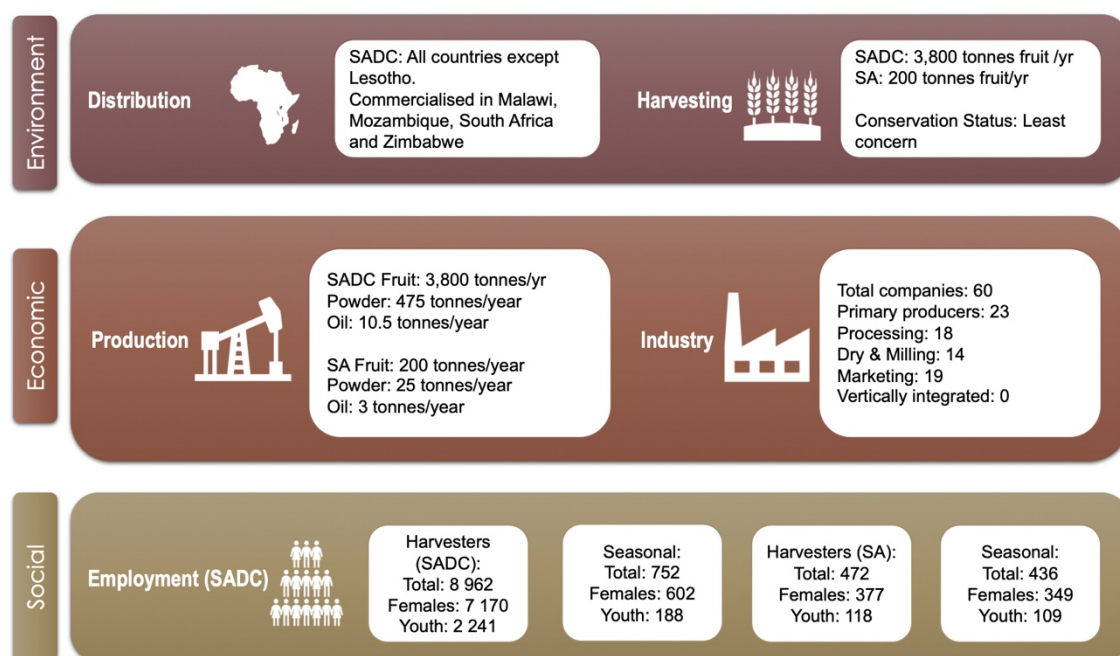 Environment
Distribution
SADC: All countries except
Lesotho.
Commercialised in Malawi,
Mozambique, South Africa
and Zimbabwe
Harvesting
SADC: 3,800 tonnes fruit /yr
SA: 200 tonnes fruit/yr
Conservation Status: Least
concern
Economic
Production
SADC Fruit: 3,800 tonnes/yr
Powder: 475 tonnes/year
Oil: 10.5 tonnes/year
SA Fruit: 200 tonnes/year
Powder: 25 tonnes/year
Oil: 3 tonnes/year
Industry
Total companies: 60
Primary producers: 23
Processing: 18
Dry & Milling: 14
Marketing: 19
Vertically integrated: 0
Social
Employment (SADC)
Harvesters
(SADC):
Total: 8 962
Females: 7 170
Youth: 2 241
Seasonal:
Total: 752
Females: 602
Youth: 188
Harvesters (SA):
Total: 472
Females: 377
Youth: 118
Seasonal:
Total: 436
Females: 349
Youth: 109